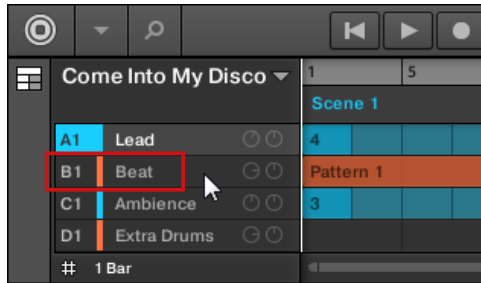 Come Into My Disco
1 5
Scene 1
A1 Lead 4
B1 Beat Pattern 1
C1 Ambience 3
D1 Extra Drums
1 Bar